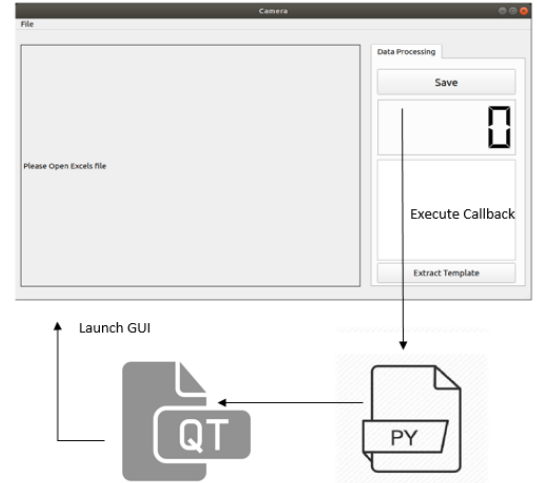 Camera
File
Data Processing
Save
0
Please Open Excels file
Execute Callback
Extract Template
Launch GUI
QT
PY